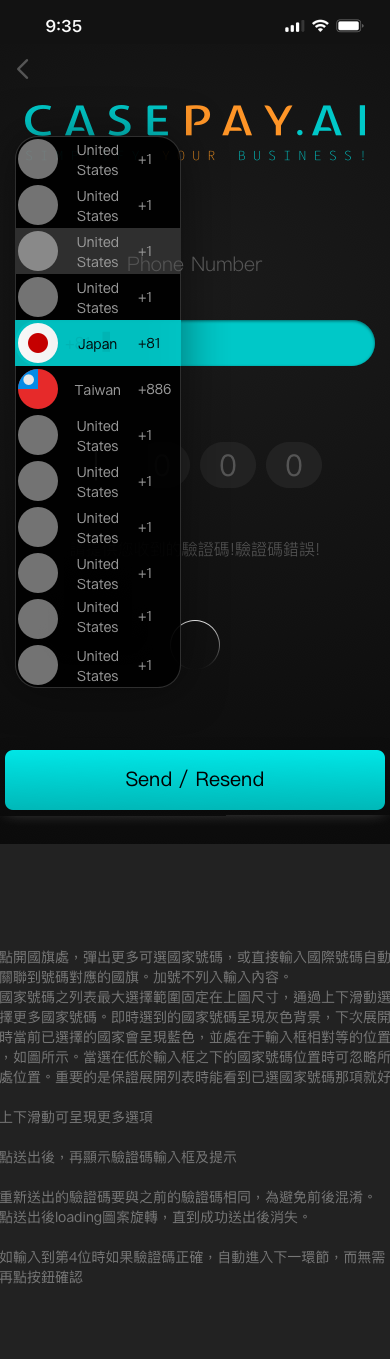 9:35
CASEPAY.AI
OUR BUSINESS!
United States +1
United States +1
United States +1
Phone Number
United States +1
Japan +81
Taiwan +886
United States +1
0 0 0
United States +1
United States +1
驗證碼!驗證碼錯誤!
United States +1
United States +1
United States +1
Send / Resend
點開國旗處，彈出更多可選國家號碼，或直接輸入國際號碼自動
關聯到號碼對應的國旗。加號不列入輸入內容。
國家號碼之列表最大選擇範圍固定在上圖尺寸，通過上下滑動選
擇更多國家號碼。即時選到的國家號碼呈現灰色背景，下次展開
時當前已選擇的國家會呈現藍色，並處在于輸入框相對等的位置
，如圖所示。當選在低於輸入框之下的國家號碼位置時可忽略所
處位置。重要的是保證展開列表時能看到已選國家號碼那項就好
上下滑動可呈現更多選項
點送出後，再顯示驗證碼輸入框及提示
重新送出的驗證碼要與之前的驗證碼相同，為避免前後混淆。
點送出後loading圖案旋轉，直到成功送出後消失。
如輸入到第4位時如果驗證碼正確，自動進入下一環節，而無需
再點按鈕確認